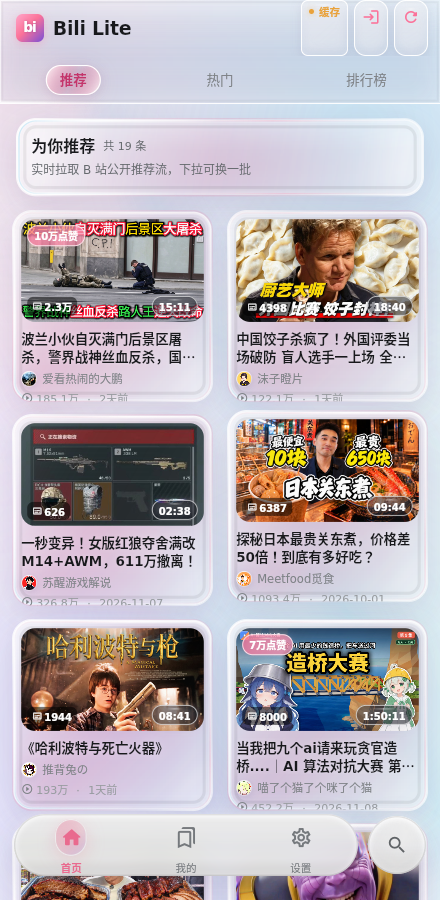 bi Bili Lite
缓存
推荐 热门 排行榜
为你推荐 共 19 条
实时拉取 B 站公开推荐流，下拉可换一批
10万点赞
2.3万 15:11
波兰小伙自灭满门后景区屠
杀，警界战神丝血反杀，国…
爱看热闹的大鹏
185.1万 · 2天前
厨艺大师
比赛 饺子封
4398 18:40
中国饺子杀疯了！外国评委当
场破防 盲人选手一上场 全…
沫子瞪片
122.1万 · 1天前
626 02:38
一秒变异！女版红狼夺舍满改
M14+AWM，611万撤离！
苏醒游戏解说
326.8万 · 2026-11-07
最便宜 最贵
10块 650块
日本关东煮
6387 09:44
探秘日本最贵关东煮，价格差
50倍！到底有多好吃？
Meetfood觅食
1093.4万 · 2026-10-01
哈利波特与枪
1944 08:41
《哈利波特与死亡火器》
推背兔の
193万 · 1天前
7万点赞
造桥大赛
8000 1:50:11
当我把九个ai请来玩贪官造
桥....｜AI 算法对抗大赛 第…
喵了个猫了个咪了个猫
452.2万 · 2026-11-08
首页 我的 设置